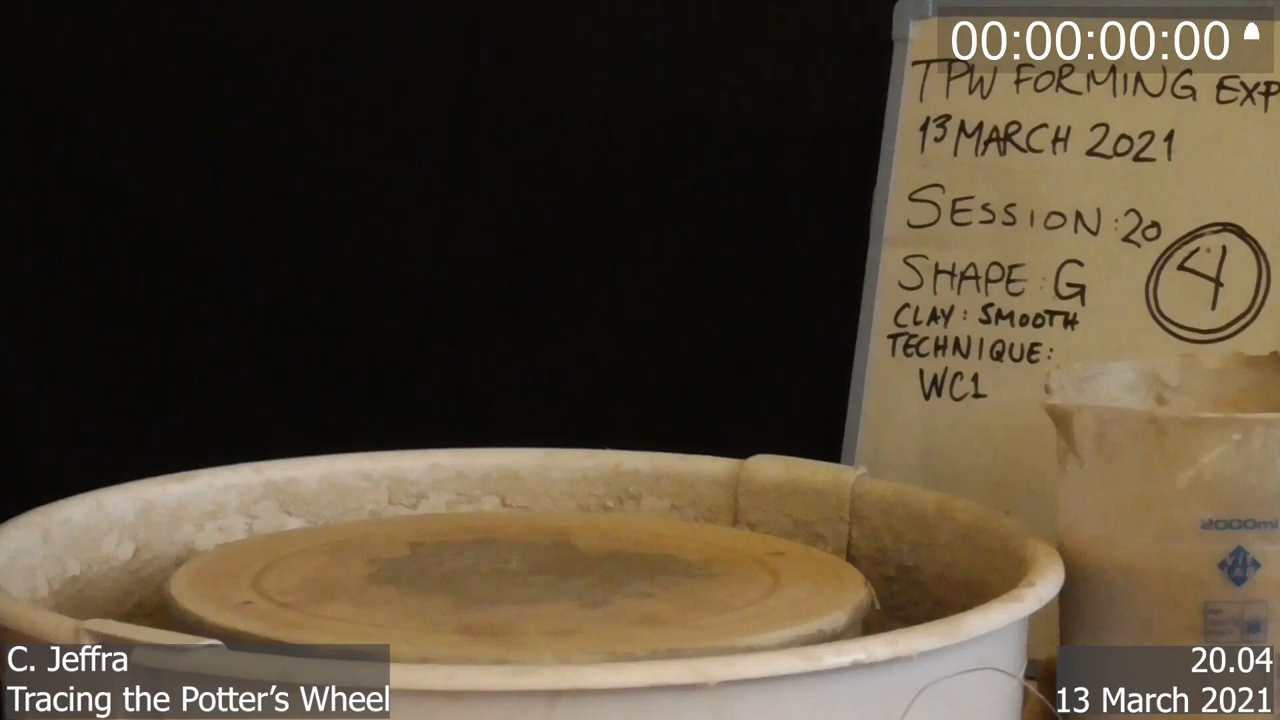 00:00:00:00
TPW FORMING EXP
13 MARCH 2021
SESSION: 20
4
SHAPE: G
CLAY: SMOOTH
TECHNIQUE:
WC1
2000ml
C. Jeffra
Tracing the Potter's Wheel
20.04
13 March 2021